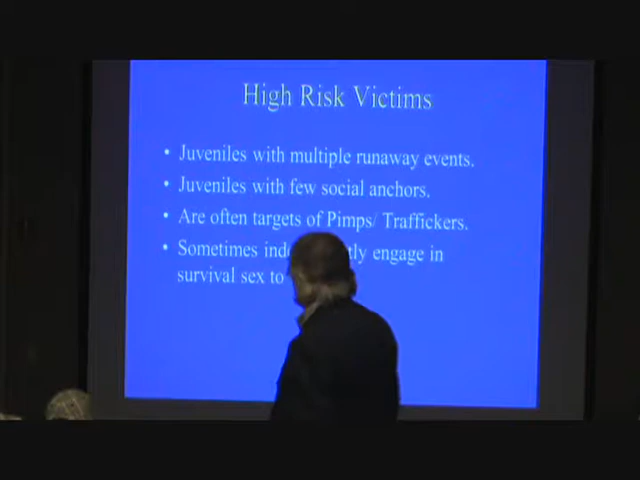 High Risk Victims
• Juveniles with multiple runaway events.
• Juveniles with few social anchors.
• Are often targets of Pimps/ Traffickers.
• Sometimes engage in
survival sex to